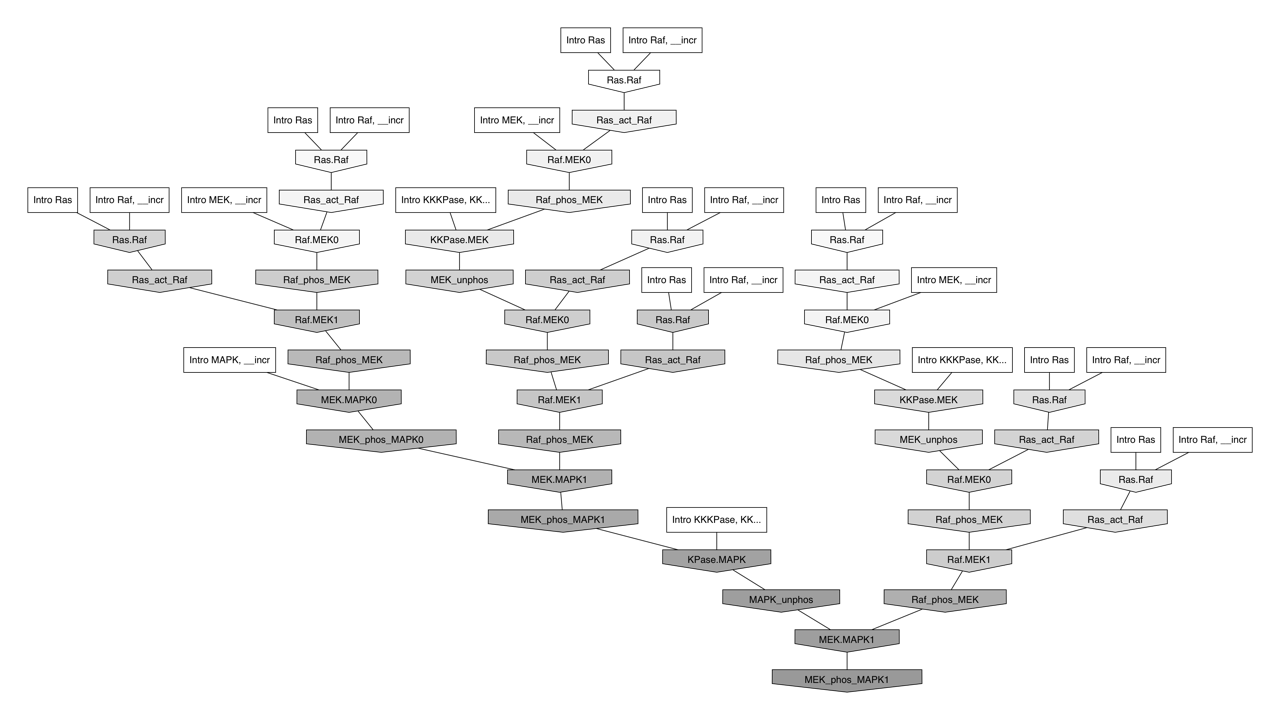 Intro Ras
Intro Raf, __incr
Ras.Raf
Intro Ras
Intro Raf, __incr
Intro MEK, __incr
Ras_act_Raf
Ras.Raf
Raf.MEK0
Intro Ras
Intro Raf, __incr
Intro MEK, __incr
Ras_act_Raf
Intro KKKPase, KK...
Raf_phos_MEK
Intro Ras
Intro Raf, __incr
Intro Ras
Intro Raf, __incr
Ras.Raf
Raf.MEK0
KKPase.MEK
Ras.Raf
Ras.Raf
Ras_act_Raf
Raf_phos_MEK
MEK_unphos
Ras_act_Raf
Intro Ras
Intro Raf, __incr
Ras_act_Raf
Intro MEK, __incr
Raf.MEK1
Raf.MEK0
Ras.Raf
Raf.MEK0
Intro MAPK, __incr
Raf_phos_MEK
Raf_phos_MEK
Ras_act_Raf
Raf_phos_MEK
Intro KKKPase, KK...
Intro Ras
Intro Raf, __incr
MEK.MAPK0
Raf.MEK1
KKPase.MEK
Ras.Raf
MEK_phos_MAPK0
Raf_phos_MEK
MEK_unphos
Ras_act_Raf
Intro Ras
Intro Raf, __incr
MEK.MAPK1
Raf.MEK0
Ras.Raf
MEK_phos_MAPK1
Intro KKKPase, KK...
Raf_phos_MEK
Ras_act_Raf
KPase.MAPK
Raf.MEK1
MAPK_unphos
Raf_phos_MEK
MEK.MAPK1
MEK_phos_MAPK1